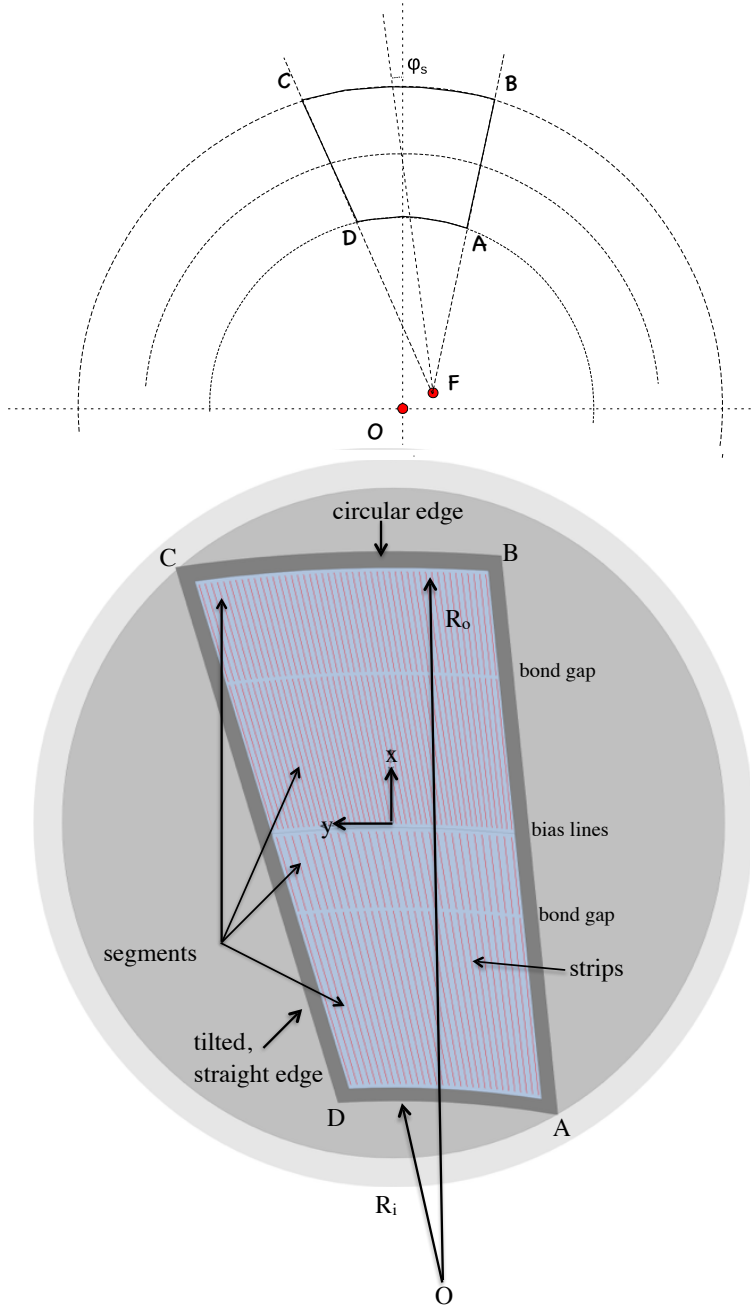 φs
C
B
D
A
F
O
circular edge
C
B
Ro
bond gap
x
y
bias lines
bond gap
segments
strips
tilted,
straight edge
D
A
Ri
O